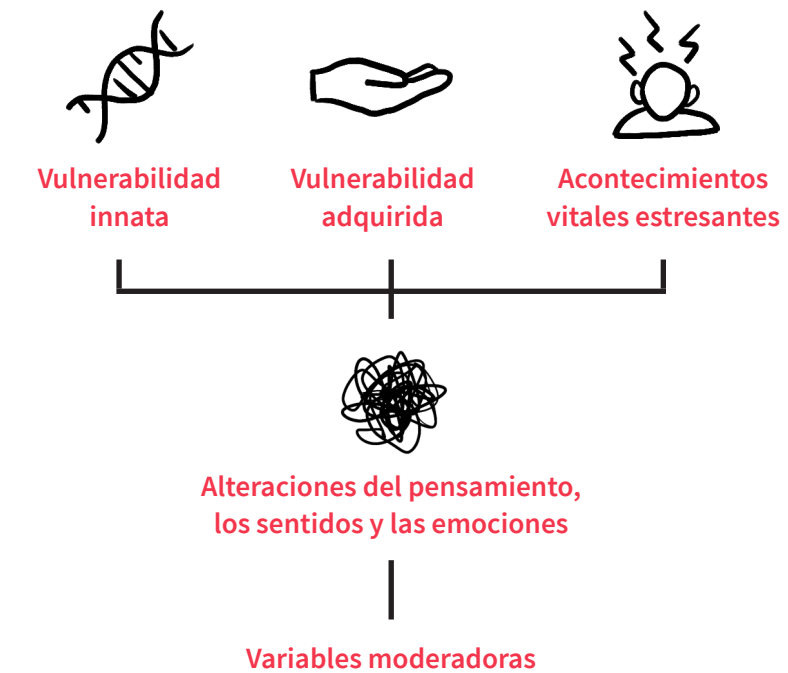 Vulnerabilidad
innata
Vulnerabilidad
adquirida
Acontecimientos
vitales estresantes
Alteraciones del pensamiento,
los sentidos y las emociones
Variables moderadoras